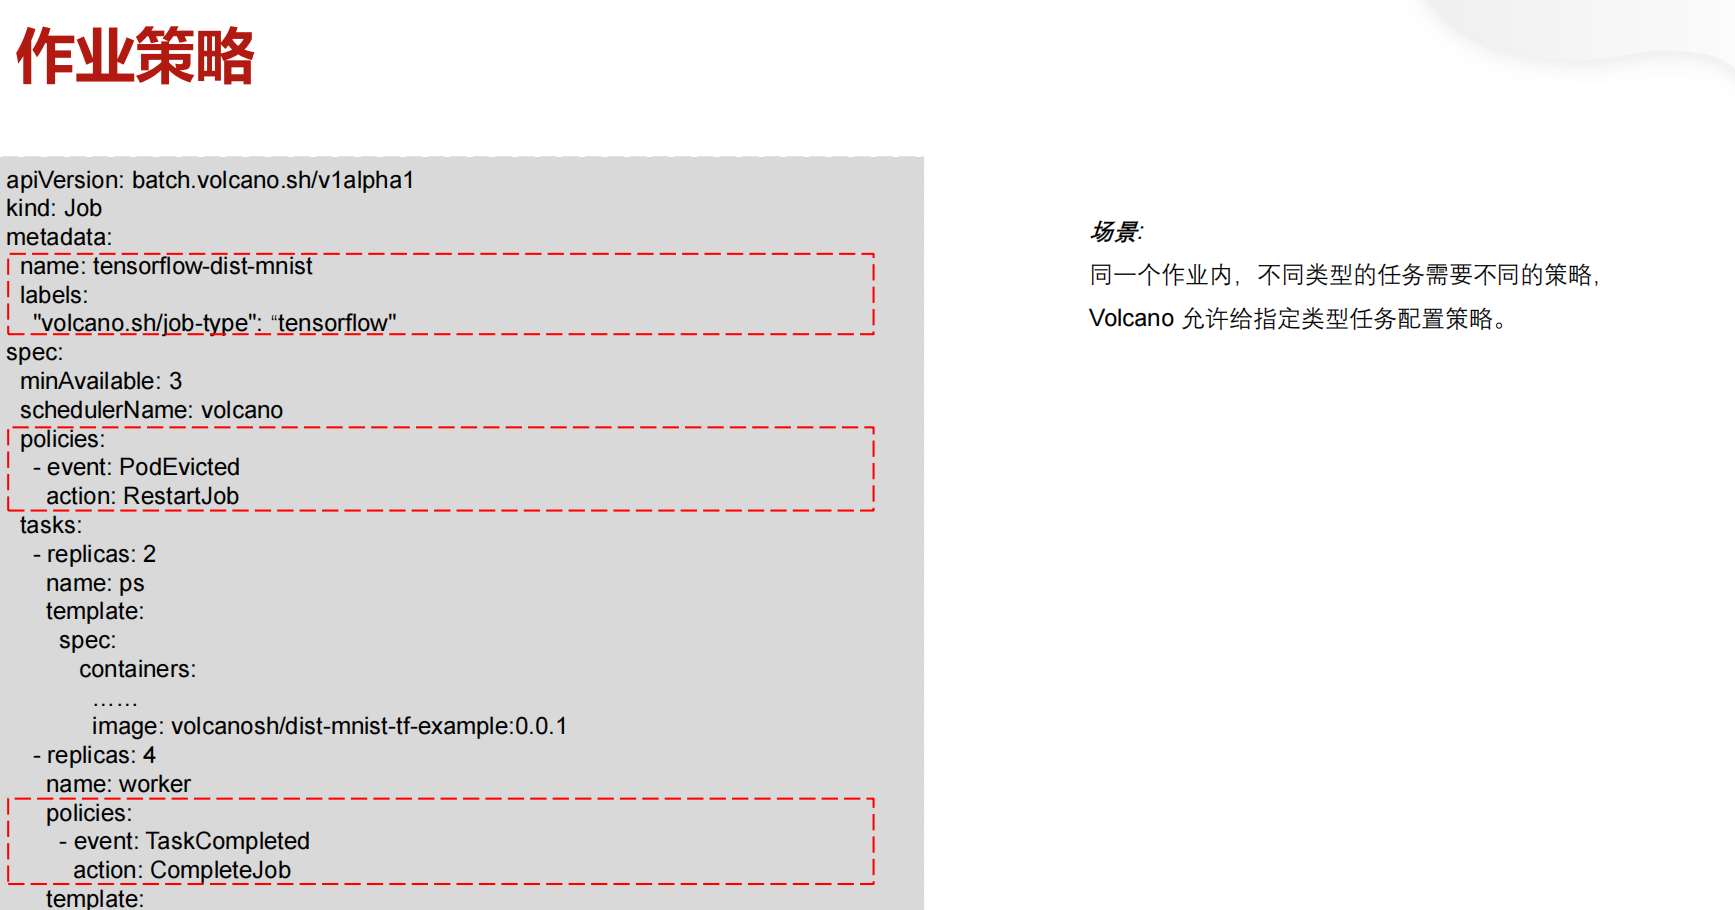 作业策略
apiVersion: batch.volcano.sh/v1alpha1
kind: Job
metadata:
  name: tensorflow-dist-mnist
  labels:
    "volcano.sh/job-type": “tensorflow"
spec:
  minAvailable: 3
  schedulerName: volcano
  policies:
    - event: PodEvicted
      action: RestartJob
  tasks:
    - replicas: 2
      name: ps
      template:
        spec:
          containers:
            ……
            image: volcanosh/dist-mnist-tf-example:0.0.1
    - replicas: 4
      name: worker
      policies:
        - event: TaskCompleted
          action: CompleteJob
      template:
场景:
同一个作业内，不同类型的任务需要不同的策略，
Volcano 允许给指定类型任务配置策略。